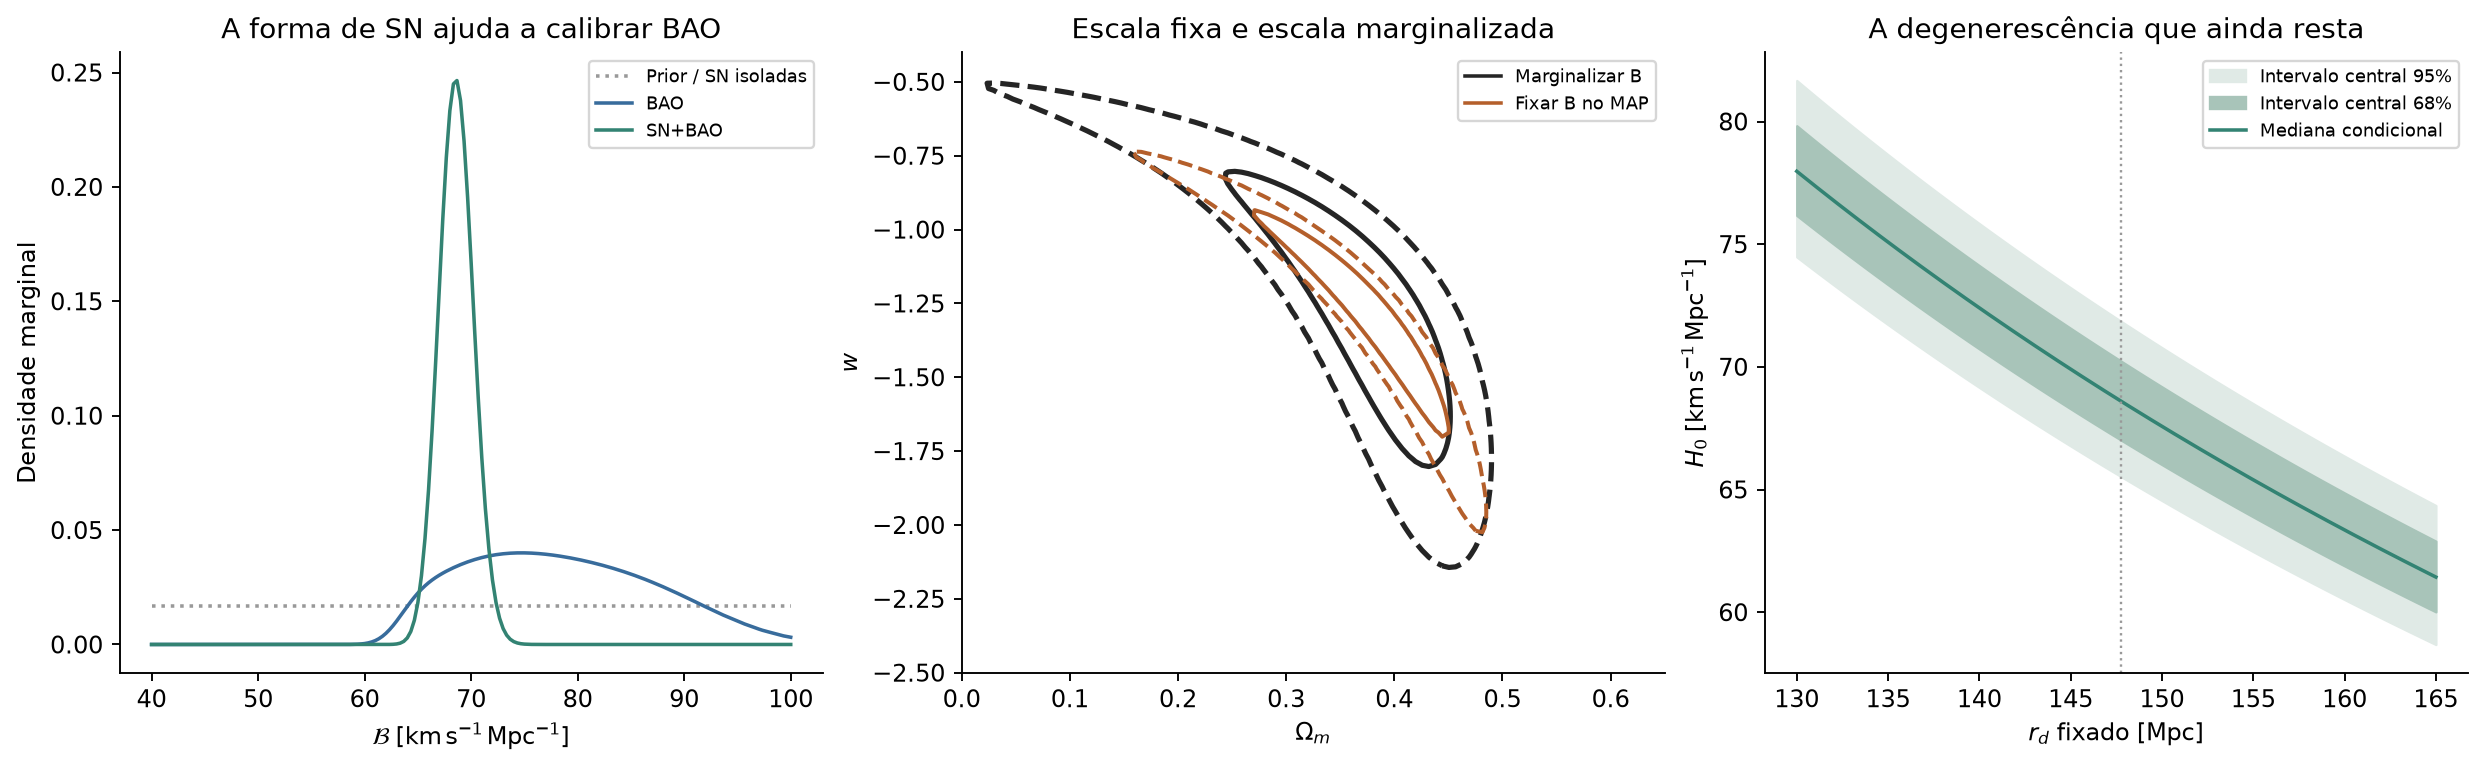 A forma de SN ajuda a calibrar BAO
Densidade marginal
0.25
0.20
0.15
0.10
0.05
0.00
Prior / SN isoladas
BAO
SN+BAO
40 50 60 70 80 90 100
ℬ [km s⁻¹ Mpc⁻¹]
Escala fixa e escala marginalizada
w
−0.50
−0.75
−1.00
−1.25
−1.50
−1.75
−2.00
−2.25
−2.50
Marginalizar B
Fixar B no MAP
0.0 0.1 0.2 0.3 0.4 0.5 0.6
Ωₘ
A degenerescência que ainda resta
H₀ [km s⁻¹ Mpc⁻¹]
80
75
70
65
60
Intervalo central 95%
Intervalo central 68%
Mediana condicional
130 135 140 145 150 155 160 165
r_d fixado [Mpc]